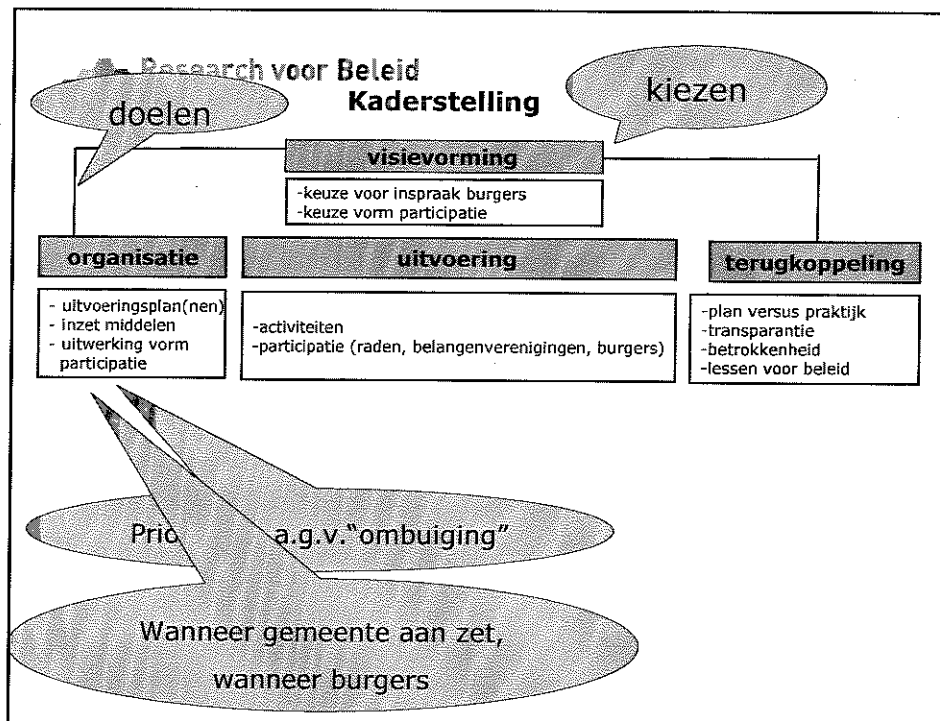 Research voor Beleid
Kaderstelling
doelen
kiezen
visievorming
-keuze voor inspraak burgers
-keuze vorm participatie
organisatie
- uitvoeringsplan(nen)
- inzet middelen
- uitwerking vorm
participatie
uitvoering
-activiteiten
-participatie (raden, belangenverenigingen, burgers)
terugkoppeling
-plan versus praktijk
-transparantie
-betrokkenheid
-lessen voor beleid
a.g.v."ombuiging"
Wanneer gemeente aan zet,
wanneer burgers